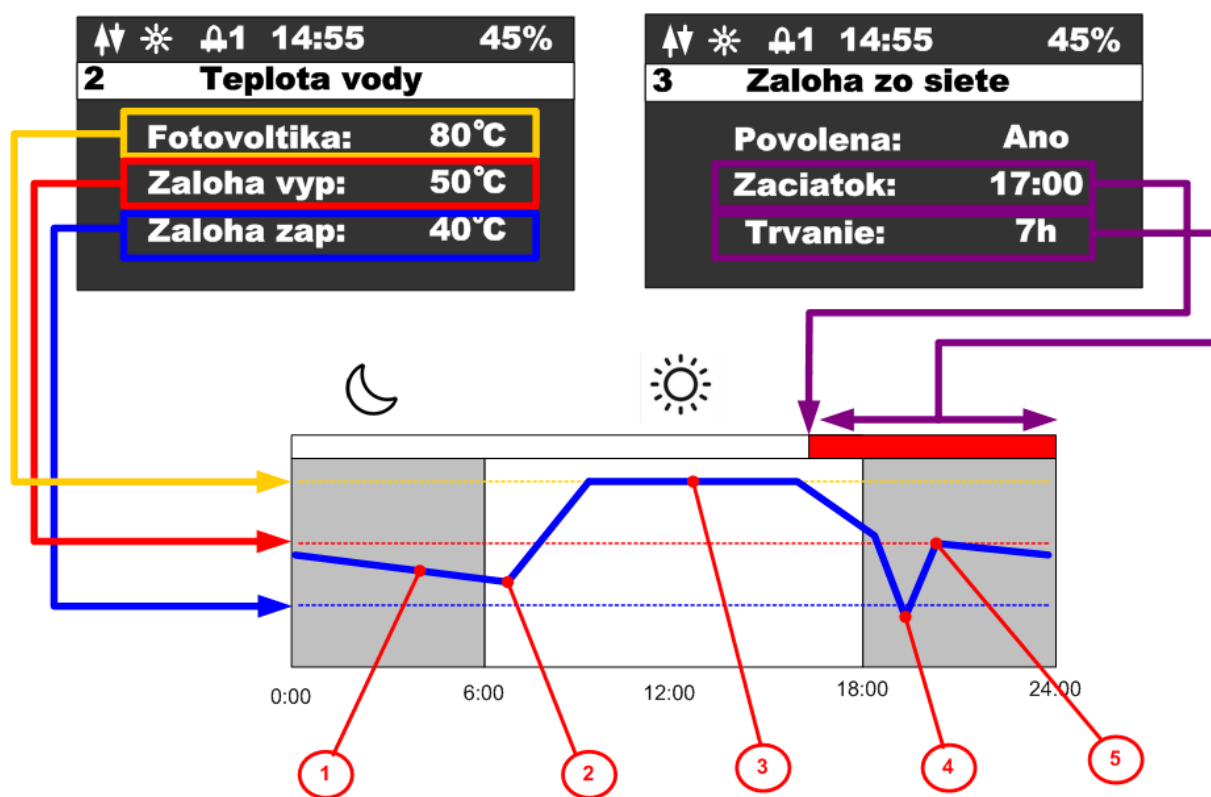 1 14:55 45%
2 Teplota vody
Fotovoltika: 80°C
Zaloha vyp: 50°C
Zaloha zap: 40°C
1 14:55 45%
3 Zaloha zo siete
Povolena: Ano
Zaciatok: 17:00
Trvanie: 7h
0:00 6:00 12:00 18:00 24:00
1 2 3 4 5